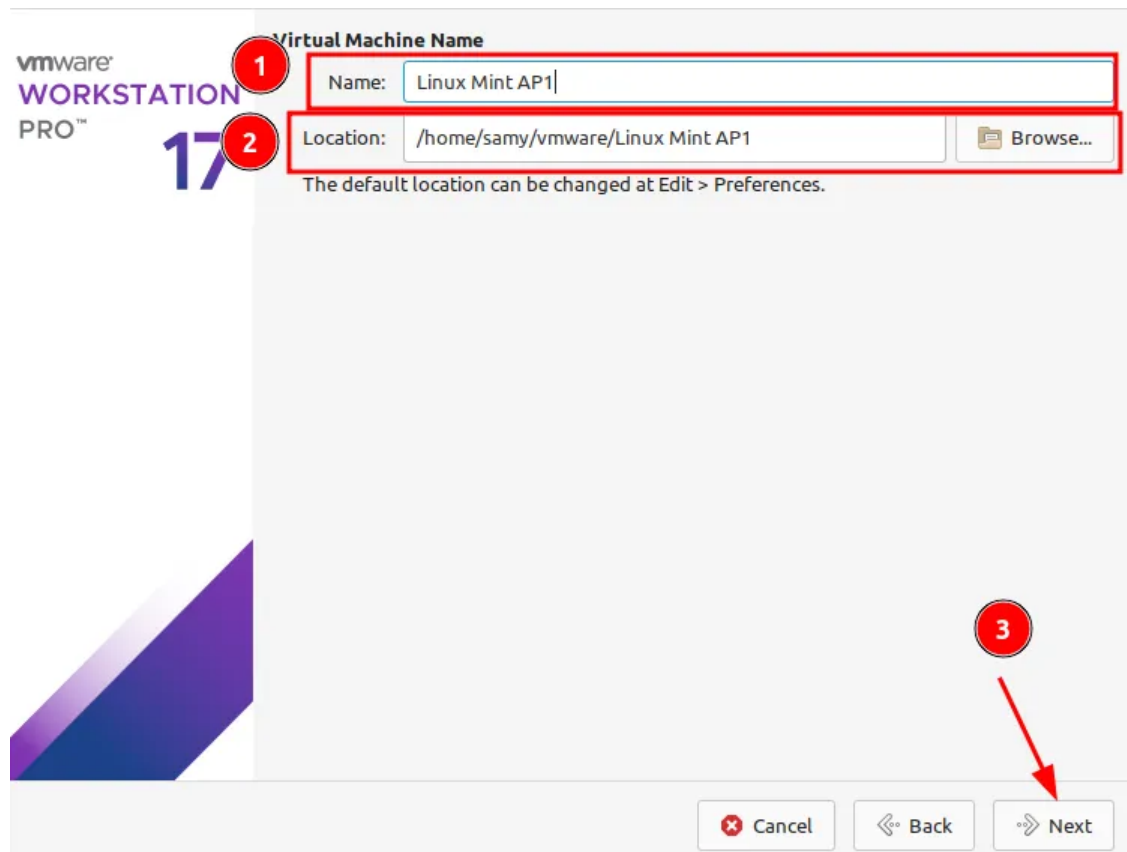 Virtual Machine Name
vmware
WORKSTATION
PRO™
17
1
Name: Linux Mint AP1
2
Location: /home/samy/vmware/Linux Mint AP1 Browse...
The default location can be changed at Edit > Preferences.
3
Cancel Back Next